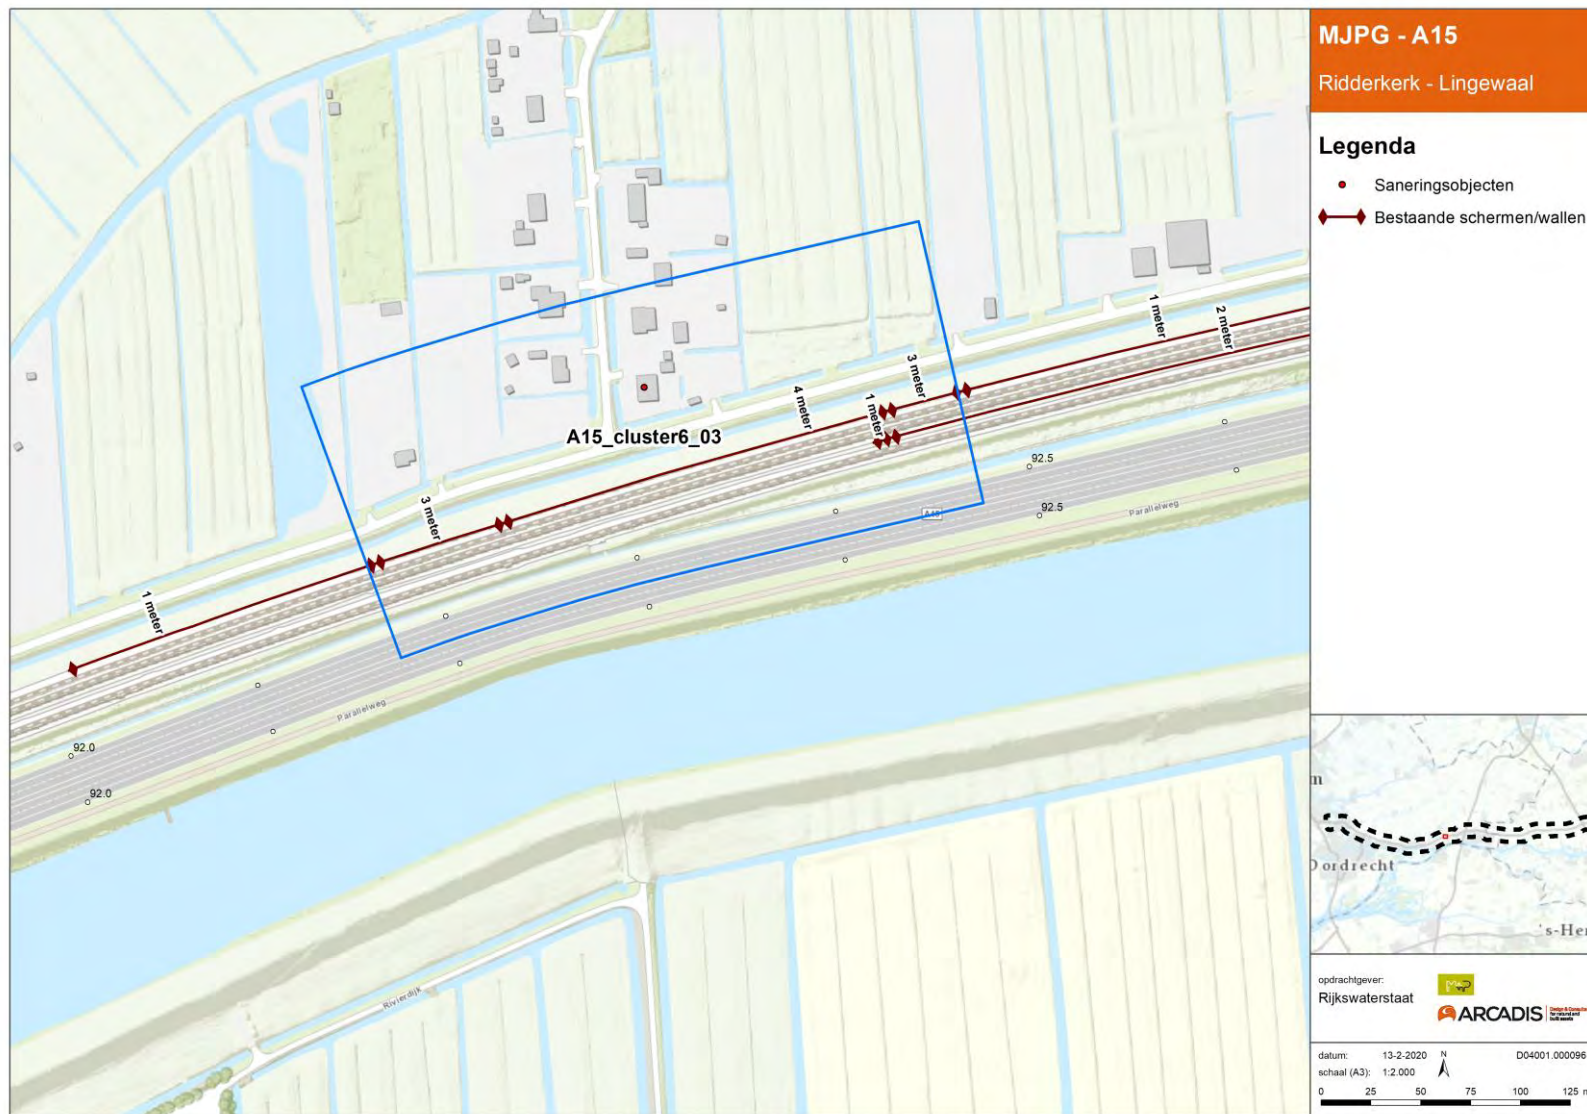 MJPG - A15
Ridderkerk - Lingewaal
Legenda
Saneringsobjecten
Bestaande schermen/wallen
A15_cluster6_03
1 meter
3 meter
4 meter
1 meter
3 meter
1 meter
2 meter
92.5
92.5
A15
Parallelweg
Parallelweg
92.0
92.0
Rivierdijk
m
Dordrecht
's-Her
opdrachtgever:
Rijkswaterstaat
ARCADIS
datum: 13-2-2020 N D04001.000096
schaal (A3): 1:2.000
0 25 50 75 100 125 m